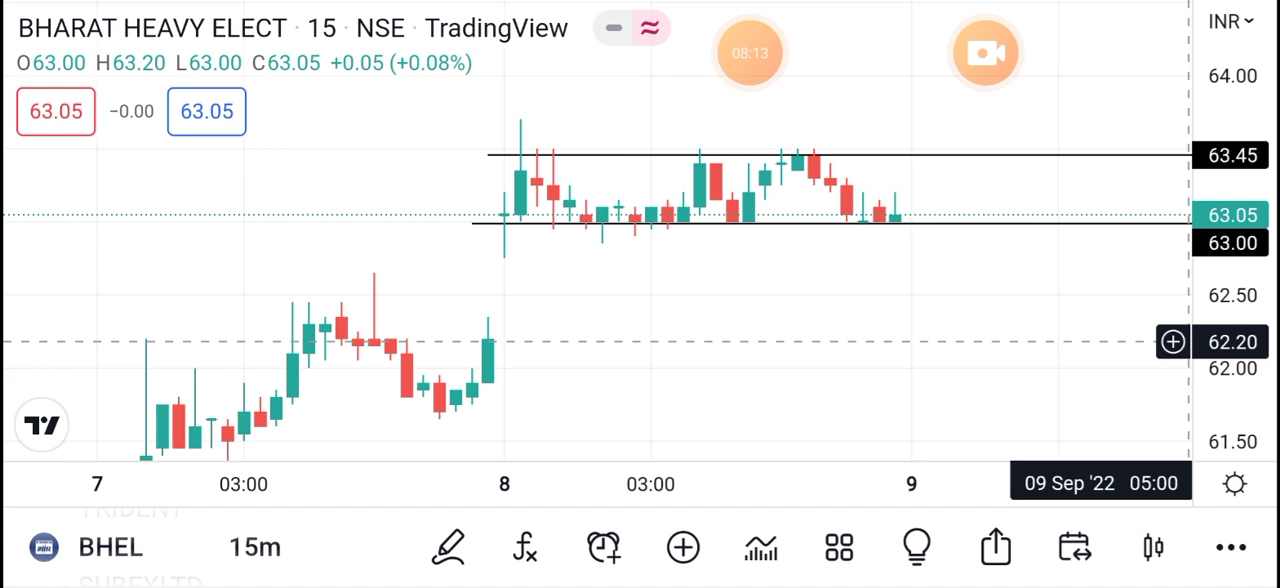 BHARAT HEAVY ELECT · 15 · NSE · TradingView
INR
08:13
O63.00 H63.20 L63.00 C63.05 +0.05 (+0.08%)
64.00
63.05 −0.00 63.05
63.45
63.05
63.00
62.50
62.20
62.00
61.50
7 03:00 8 03:00 9 09 Sep '22 05:00
TRIDENT
BHEL 15m
SUBEXLTD